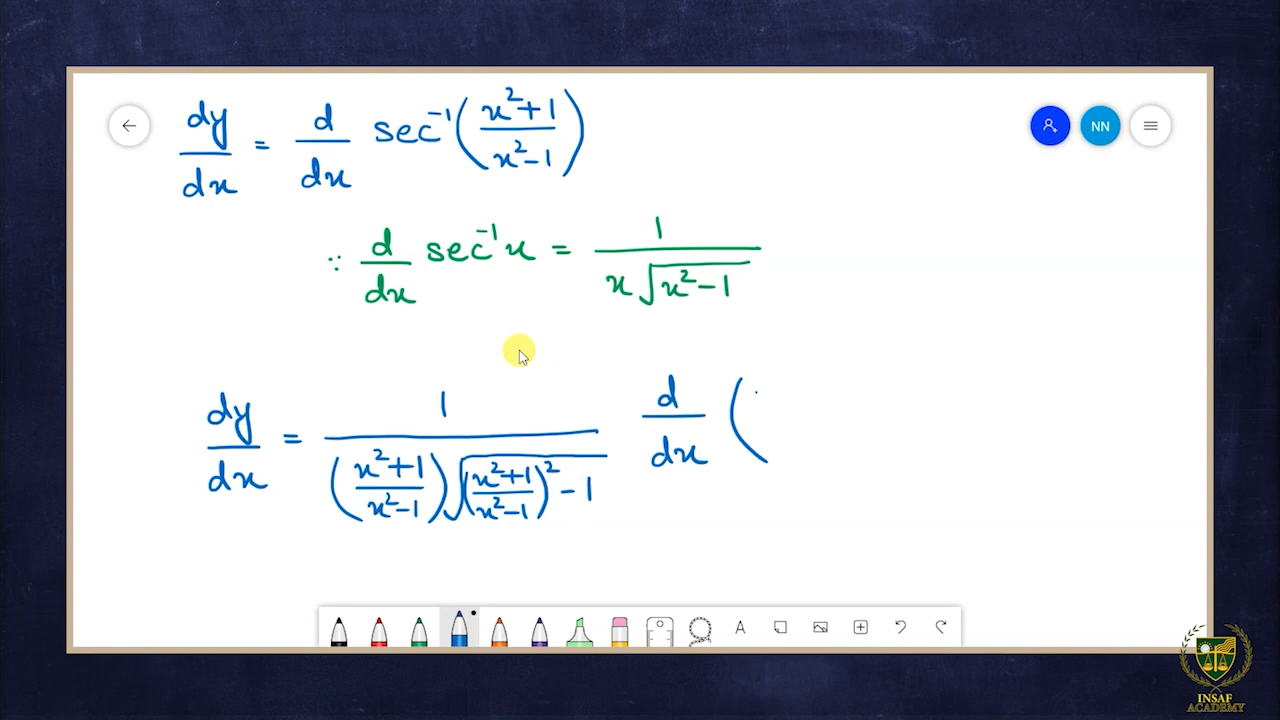 dy/dx = d/dx sec⁻¹((x²+1)/(x²-1))
NN
∵ d/dx sec⁻¹x = 1/(x√(x²-1))
dy/dx = 1/(((x²+1)/(x²-1))√(((x²+1)/(x²-1))²-1)) d/dx (
A
INSAF
ACADEMY